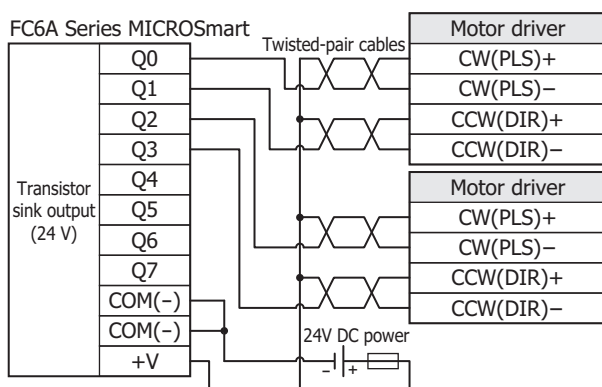 FC6A Series MICROSmart
Twisted-pair cables
Transistor
sink output
(24 V)
Q0
Q1
Q2
Q3
Q4
Q5
Q6
Q7
COM(−)
COM(−)
+V
Motor driver
CW(PLS)+
CW(PLS)−
CCW(DIR)+
CCW(DIR)−
Motor driver
CW(PLS)+
CW(PLS)−
CCW(DIR)+
CCW(DIR)−
24V DC power
− +